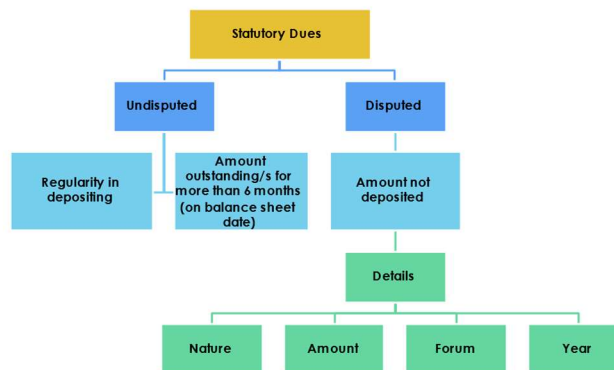 Statutory Dues
Undisputed
Disputed
Regularity in
depositing
Amount
outstanding/s for
more than 6 months
(on balance sheet
date)
Amount not
deposited
Details
Nature
Amount
Forum
Year